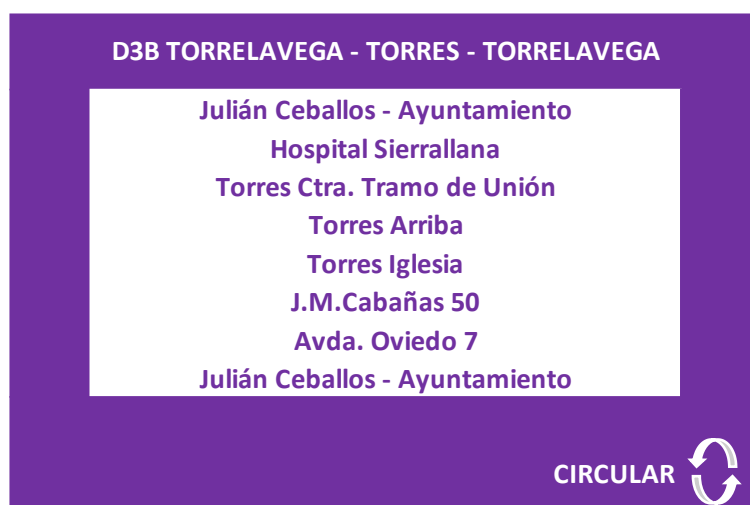 D3B TORRELAVEGA - TORRES - TORRELAVEGA
Julián Ceballos - Ayuntamiento
Hospital Sierrallana
Torres Ctra. Tramo de Unión
Torres Arriba
Torres Iglesia
J.M.Cabañas 50
Avda. Oviedo 7
Julián Ceballos - Ayuntamiento
CIRCULAR